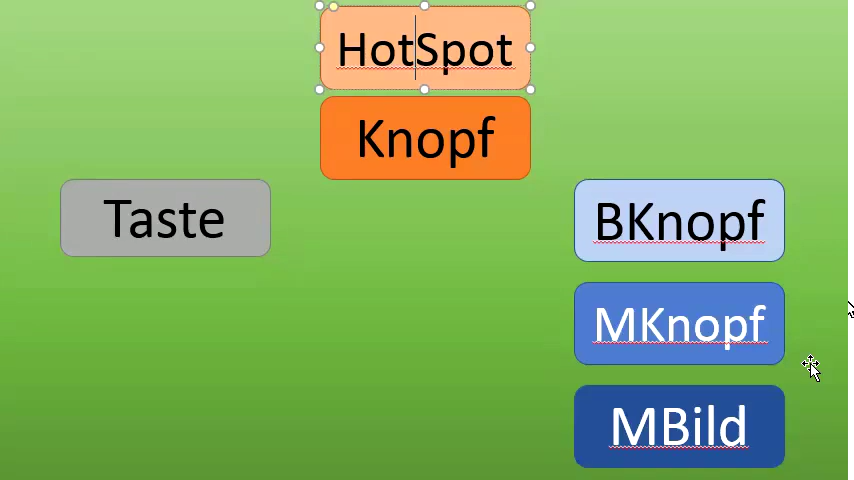 HotSpot
Knopf
Taste
BKnopf
MKnopf
MBild